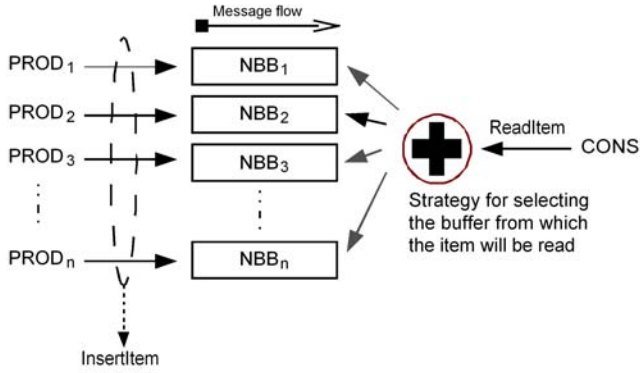 Message flow
PROD1 NBB1
PROD2 NBB2
ReadItem
PROD3 NBB3 CONS
Strategy for selecting
the buffer from which
the item will be read
PRODn NBBn
InsertItem